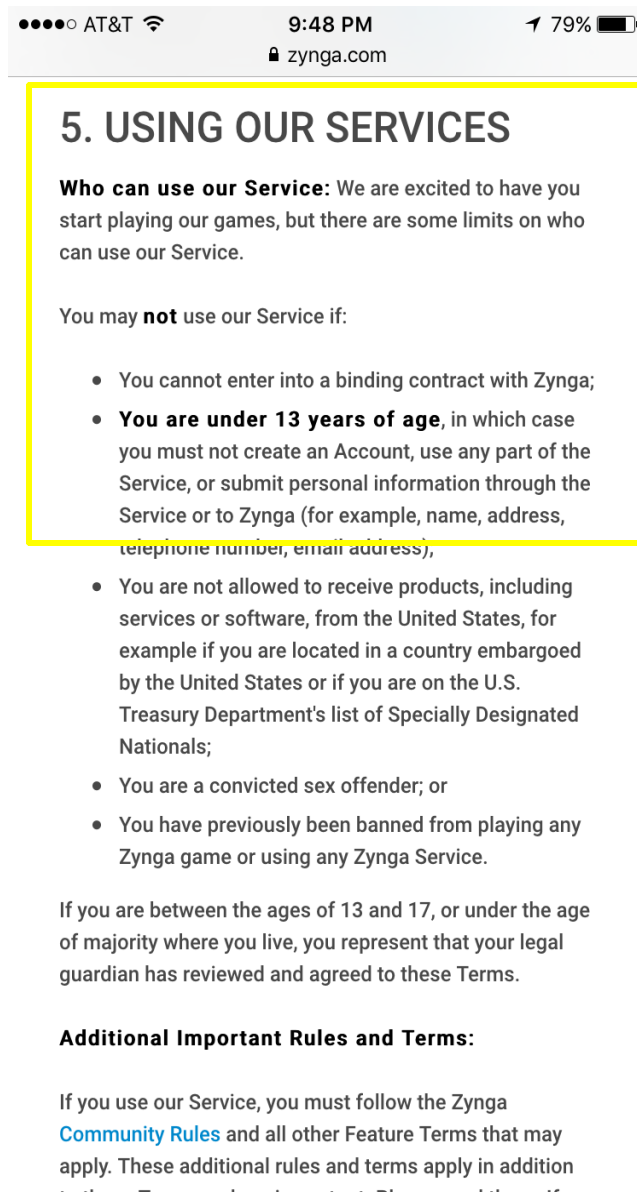 AT&T 9:48 PM 79%
zynga.com
5. USING OUR SERVICES
Who can use our Service: We are excited to have you
start playing our games, but there are some limits on who
can use our Service.
You may not use our Service if:
• You cannot enter into a binding contract with Zynga;
• You are under 13 years of age, in which case
you must not create an Account, use any part of the
Service, or submit personal information through the
Service or to Zynga (for example, name, address,
telephone number, email address);
• You are not allowed to receive products, including
services or software, from the United States, for
example if you are located in a country embargoed
by the United States or if you are on the U.S.
Treasury Department's list of Specially Designated
Nationals;
• You are a convicted sex offender; or
• You have previously been banned from playing any
Zynga game or using any Zynga Service.
If you are between the ages of 13 and 17, or under the age
of majority where you live, you represent that your legal
guardian has reviewed and agreed to these Terms.
Additional Important Rules and Terms:
If you use our Service, you must follow the Zynga
Community Rules and all other Feature Terms that may
apply. These additional rules and terms apply in addition